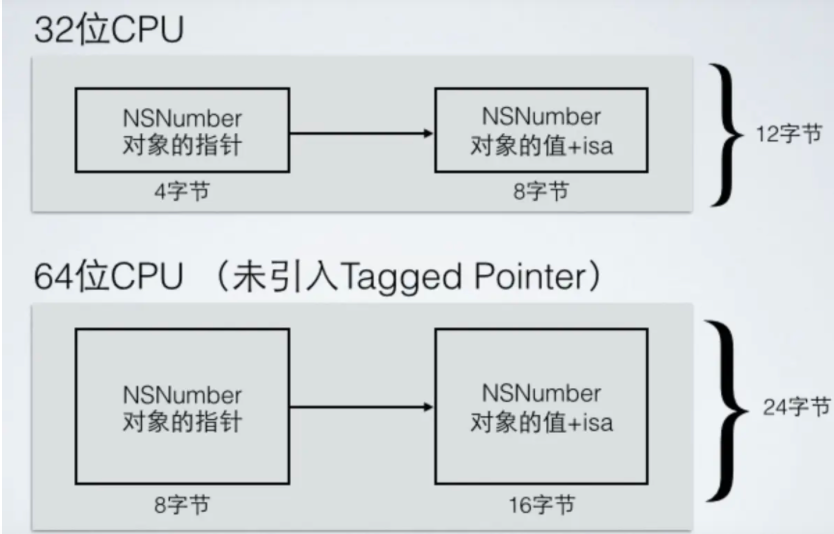 32位CPU
NSNumber
对象的指针
4字节
NSNumber
对象的值+isa
8字节
12字节
64位CPU （未引入Tagged Pointer）
NSNumber
对象的指针
8字节
NSNumber
对象的值+isa
16字节
24字节